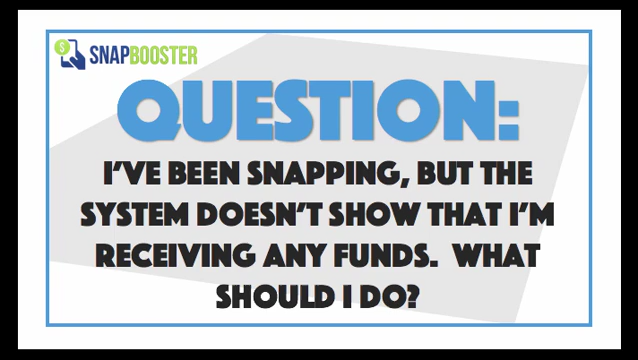 SNAPBOOSTER
QUESTION:
I'VE BEEN SNAPPING, BUT THE
SYSTEM DOESN'T SHOW THAT I'M
RECEIVING ANY FUNDS. WHAT
SHOULD I DO?